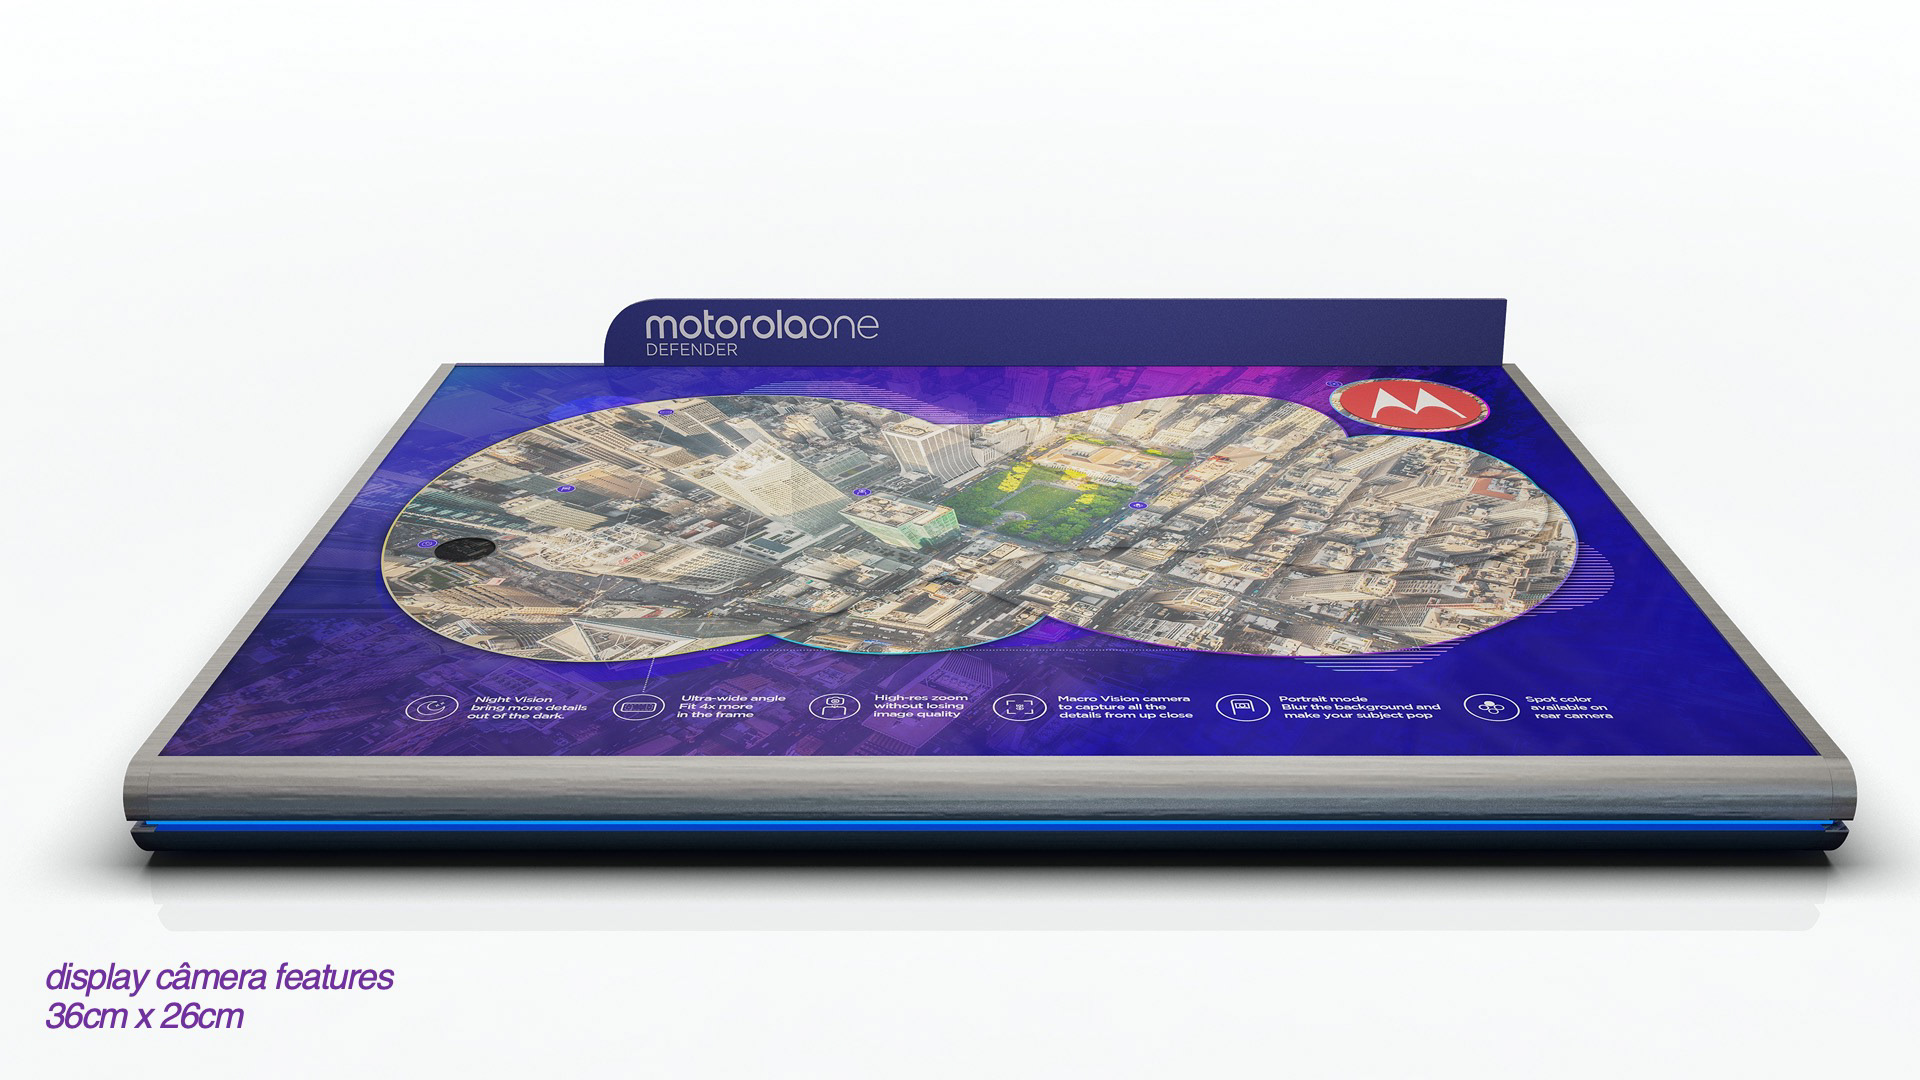 motorolaone
DEFENDER
Night Vision
bring more details
out of the dark.
Ultra-wide angle
Fit 4x more
in the frame
High-res zoom
without losing
image quality
Macro Vision camera
to capture all the
details from up close
Portrait mode
Blur the background and
make your subject pop
Spot color
available on
rear camera
display câmera features
36cm x 26cm